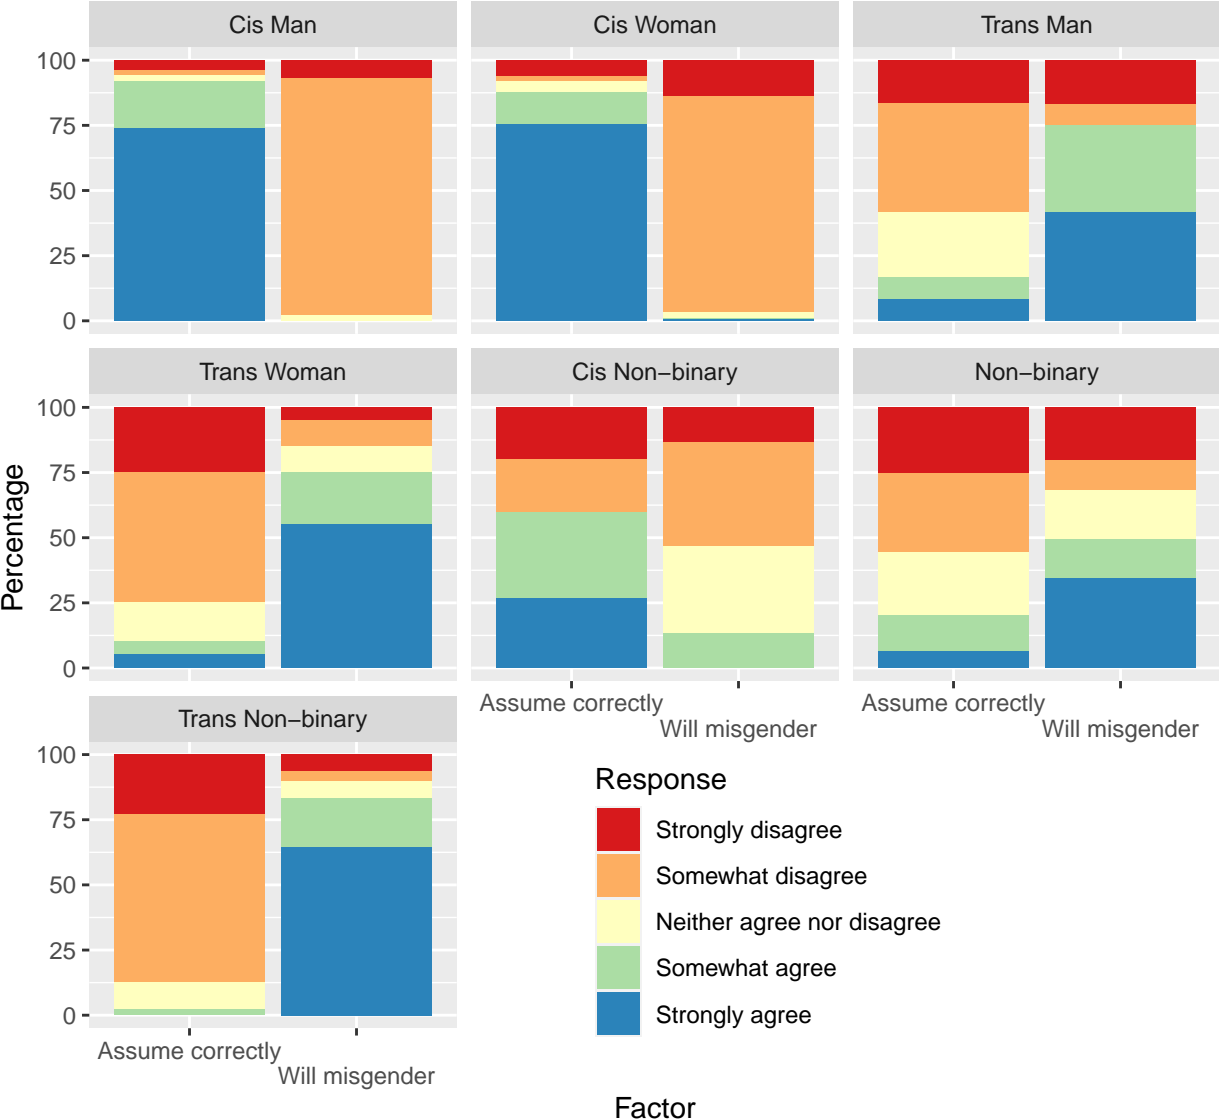 Cis Man
Cis Woman
Trans Man
100
75
50
25
0
Trans Woman
Cis Non−binary
Non−binary
100
75
50
25
0
Assume correctly
Will misgender
Assume correctly
Will misgender
Trans Non−binary
100
75
50
25
0
Assume correctly
Will misgender
Percentage
Response
Strongly disagree
Somewhat disagree
Neither agree nor disagree
Somewhat agree
Strongly agree
Factor